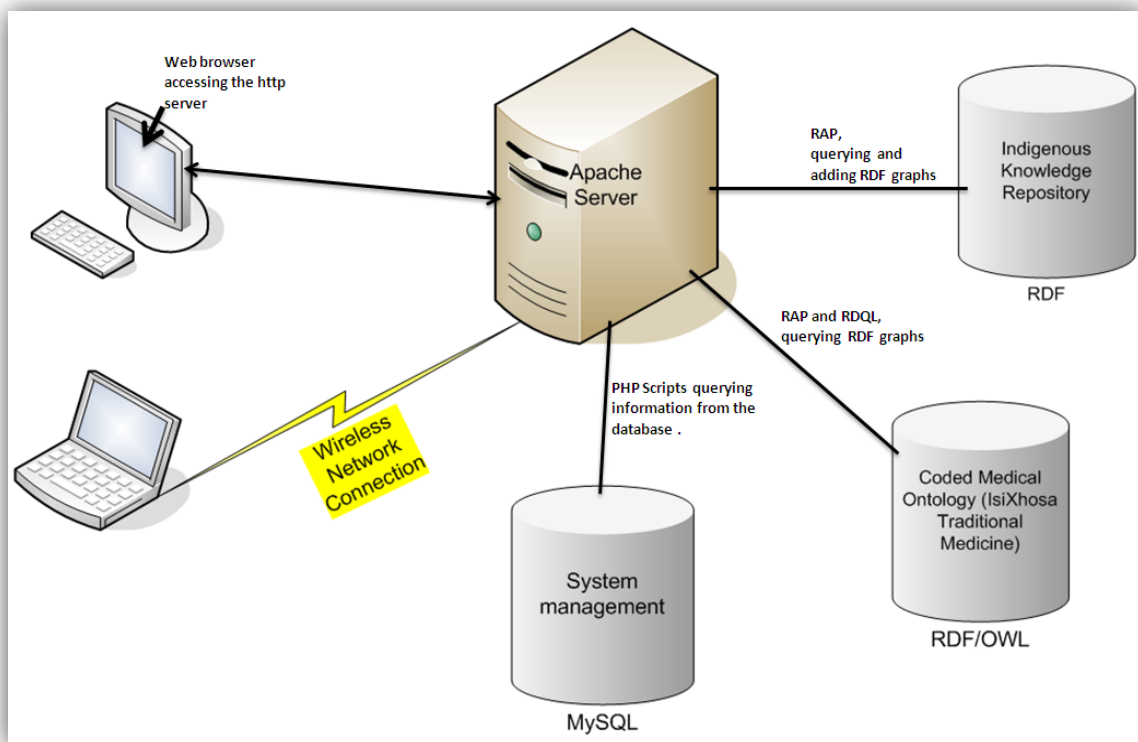 Web browser
accessing the http
server
Apache
Server
RAP,
querying and
adding RDF graphs
Indigenous
Knowledge
Repository
RDF
RAP and RDQL,
querying RDF graphs
PHP Scripts querying
information from the
database .
Wireless
Network
Connection
Coded Medical
Ontology (IsiXhosa
Traditional
Medicine)
RDF/OWL
System
management
MySQL